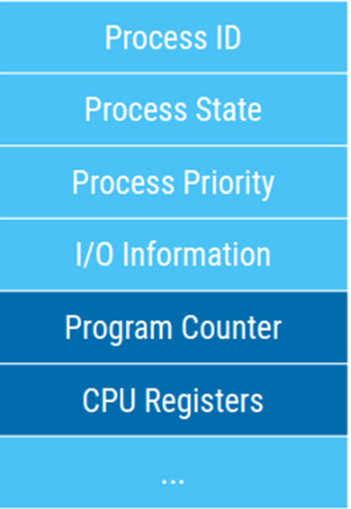 Process ID
Process State
Process Priority
I/O Information
Program Counter
CPU Registers
...